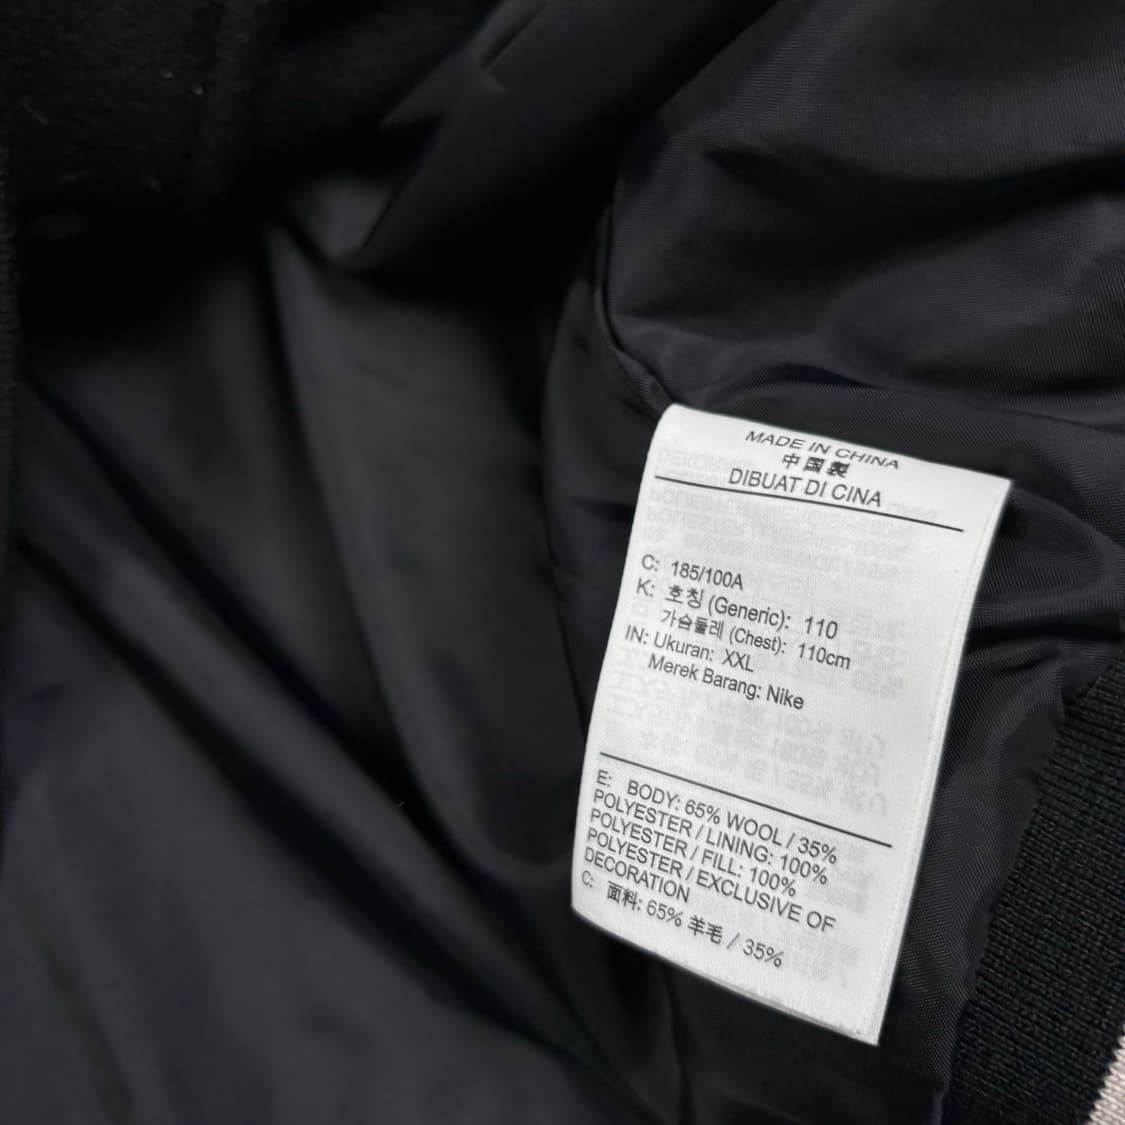 MADE IN CHINA
中国製
DIBUAT DI CINA
C: 185/100A
K: 호칭 (Generic): 110
가슴둘레 (Chest): 110cm
IN: Ukuran: XXL
Merek Barang: Nike
E: BODY: 65% WOOL / 35%
POLYESTER / LINING: 100%
POLYESTER / FILL: 100%
POLYESTER / EXCLUSIVE OF
DECORATION
C: 面料: 65% 羊毛 / 35%